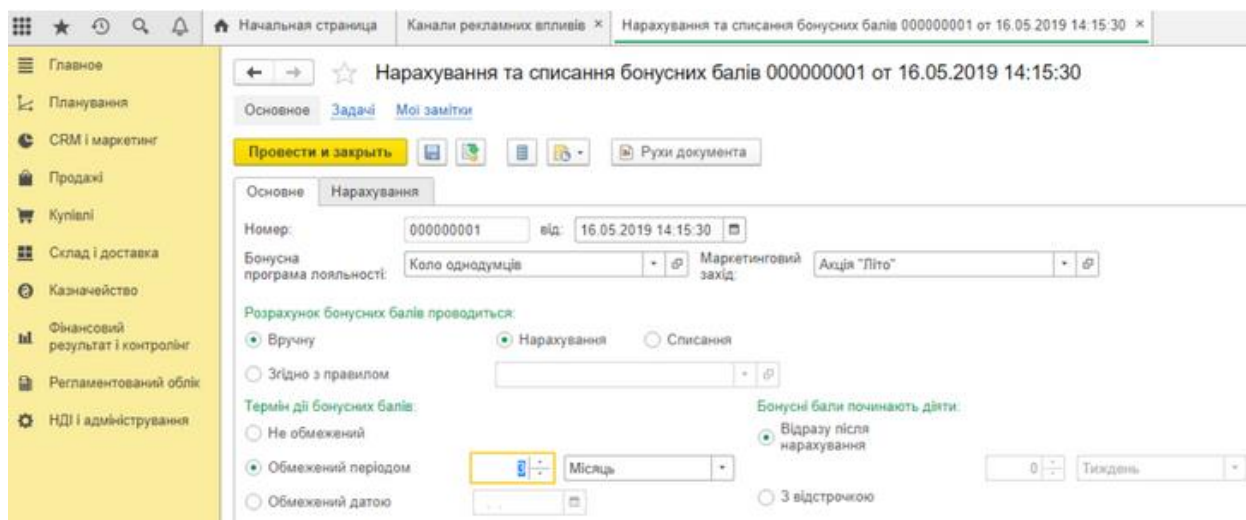 Начальная страница
Канали рекламних впливів ×
Нарахування та списання бонусних балів 000000001 от 16.05.2019 14:15:30 ×
Главное
Планування
CRM і маркетинг
Продажі
Купівлі
Склад і доставка
Казначейство
Фінансовий
результат і контролінг
Регламентований облік
НДІ і адміністрування
Нарахування та списання бонусних балів 000000001 от 16.05.2019 14:15:30
Основное Задачі Мої замітки
Провести и закрыть Рухи документа
Основне Нарахування
Номер: 000000001 від: 16.05.2019 14:15:30
Бонусна
програма лояльності: Коло однодумців
Маркетинговий
захід: Акція "Літо"
Розрахунок бонусних балів проводиться:
Вручну Нарахування Списання
Згідно з правилом
Термін дії бонусних балів:
Не обмежений
Обмежений періодом 3 Місяць
Обмежений датою . .
Бонусні бали починають діяти:
Відразу після
нарахування
0 Тиждень
З відстрочкою